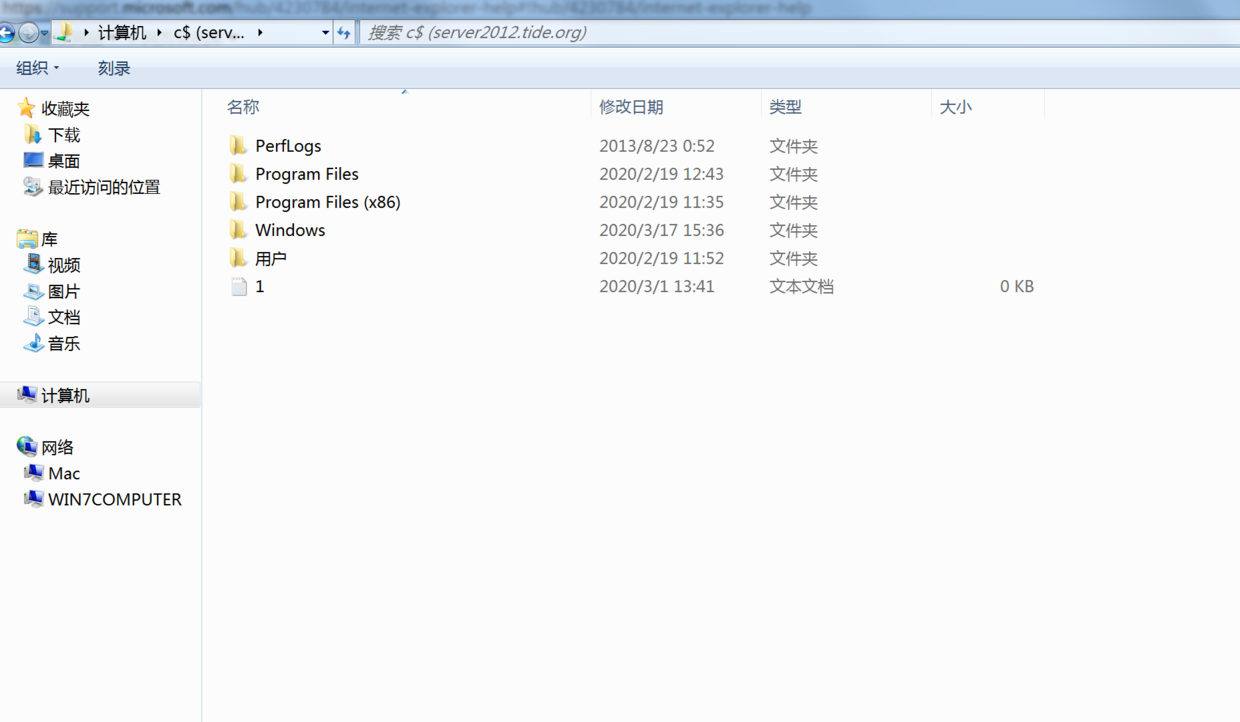 https://support.microsoft.com/hub/4230784/internet-explorer-help#!hub/4230784/internet-explorer-help
计算机 c$ (serv... 搜索 c$ (server2012.tide.org)
组织 刻录
名称 修改日期 类型 大小
收藏夹
下载
桌面
最近访问的位置
库
视频
图片
文档
音乐
计算机
网络
Mac
WIN7COMPUTER
PerfLogs 2013/8/23 0:52 文件夹
Program Files 2020/2/19 12:43 文件夹
Program Files (x86) 2020/2/19 11:35 文件夹
Windows 2020/3/17 15:36 文件夹
用户 2020/2/19 11:52 文件夹
1 2020/3/1 13:41 文本文档 0 KB